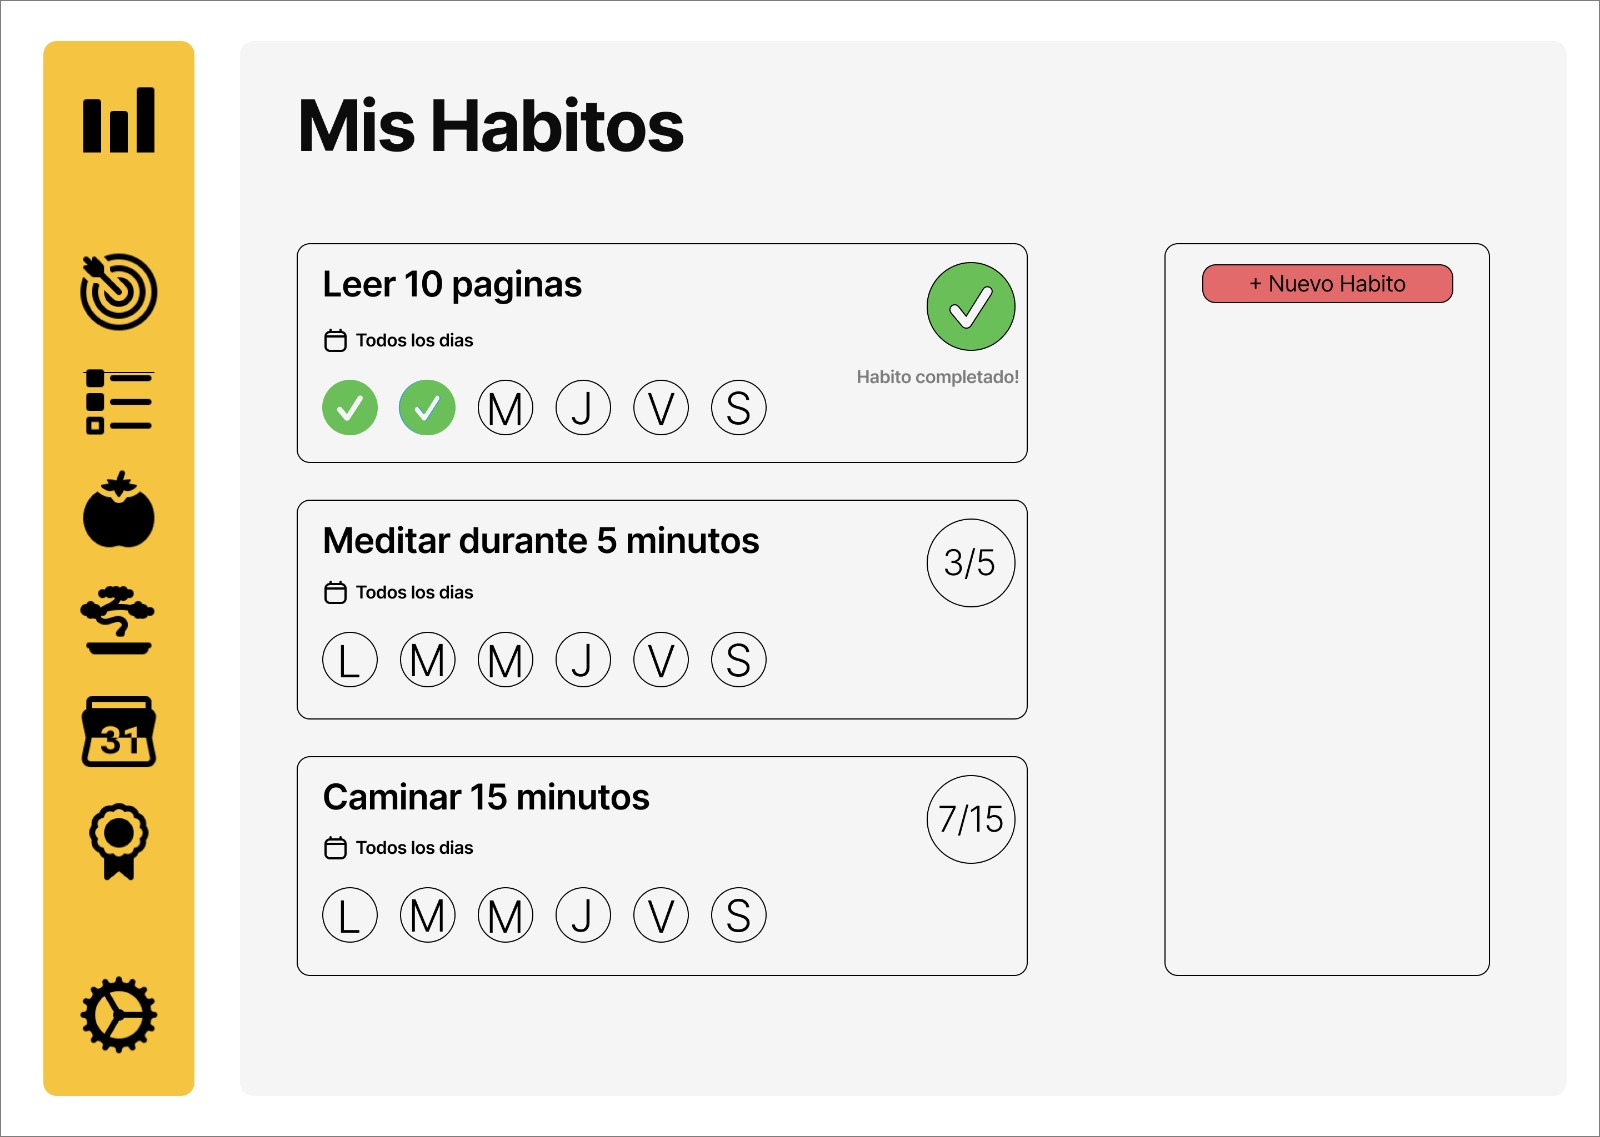 Mis Habitos
Leer 10 paginas
Todos los dias
Habito completado!
M J V S
Meditar durante 5 minutos
3/5
Todos los dias
L M M J V S
Caminar 15 minutos
7/15
Todos los dias
L M M J V S
+ Nuevo Habito
31